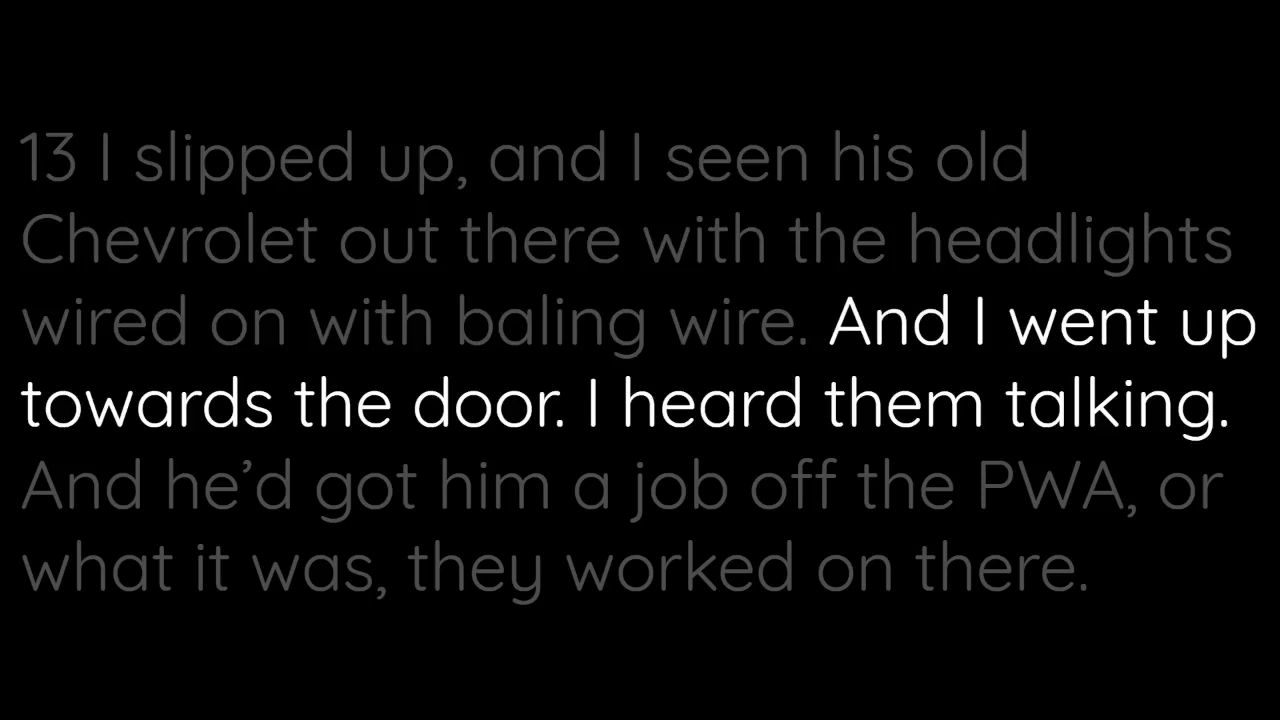 13 I slipped up, and I seen his old
Chevrolet out there with the headlights
wired on with baling wire. And I went up
towards the door. I heard them talking.
And he’d got him a job off the PWA, or
what it was, they worked on there.